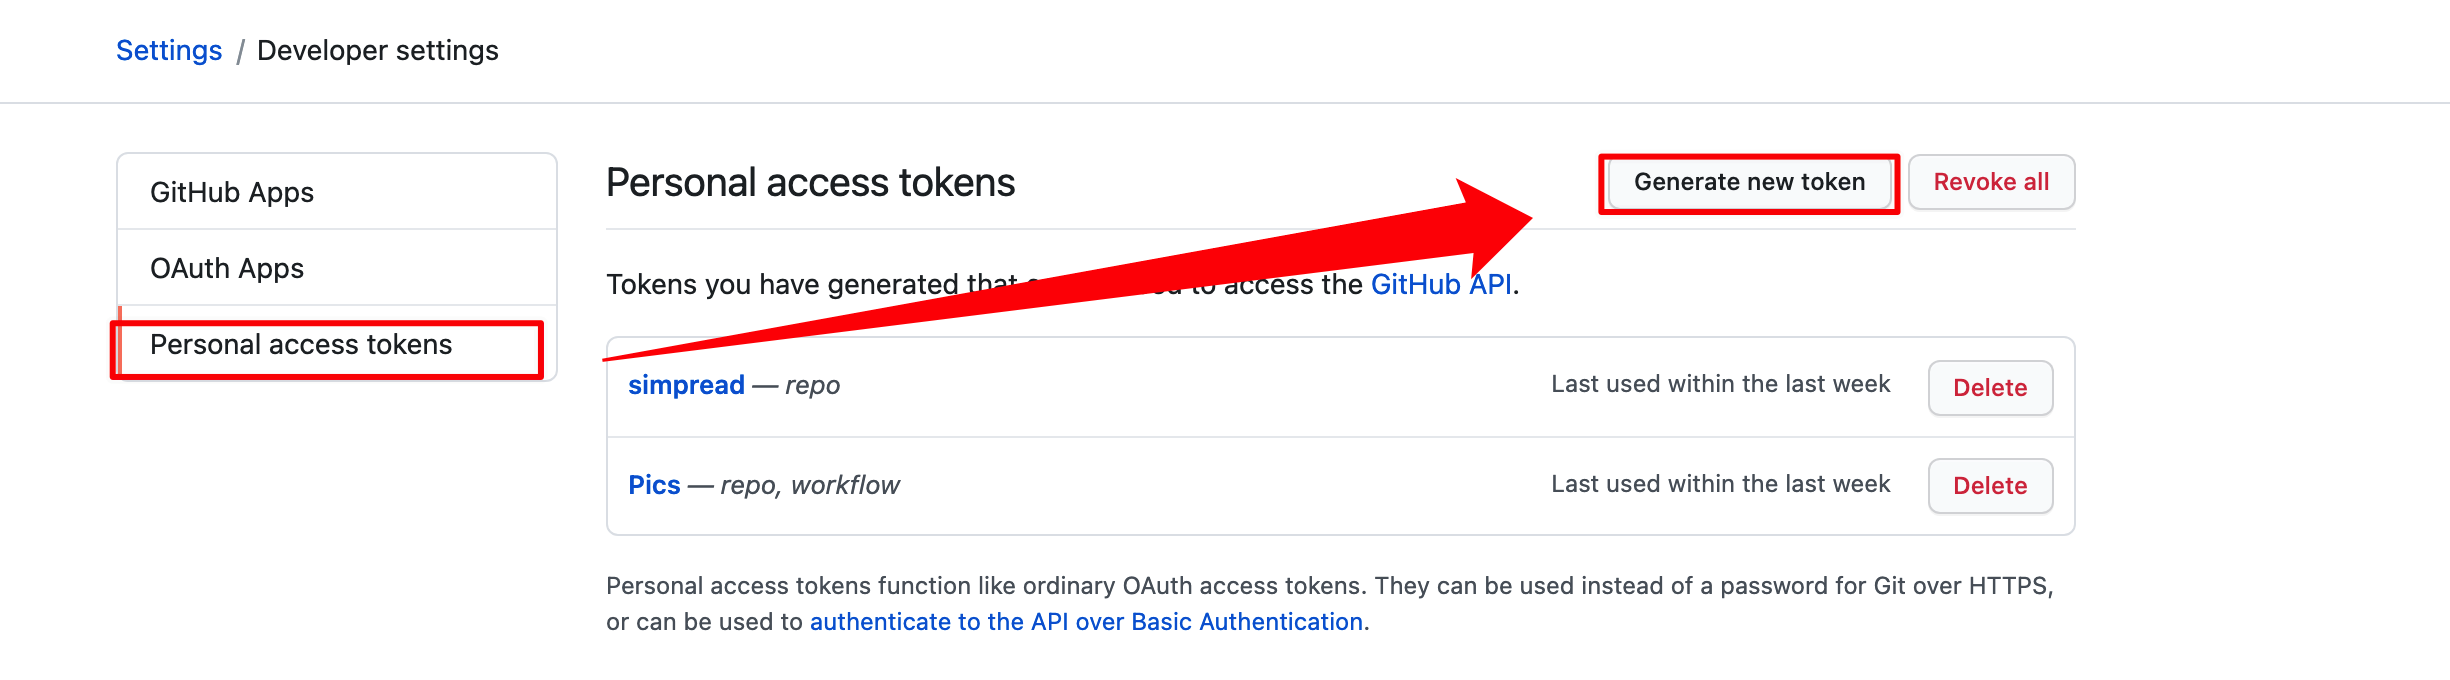 Settings / Developer settings
GitHub Apps
OAuth Apps
Personal access tokens
Personal access tokens
Generate new token
Revoke all
Tokens you have generated that to access the GitHub API.
simpread — repo
Last used within the last week
Delete
Pics — repo, workflow
Last used within the last week
Delete
Personal access tokens function like ordinary OAuth access tokens. They can be used instead of a password for Git over HTTPS,
or can be used to authenticate to the API over Basic Authentication.